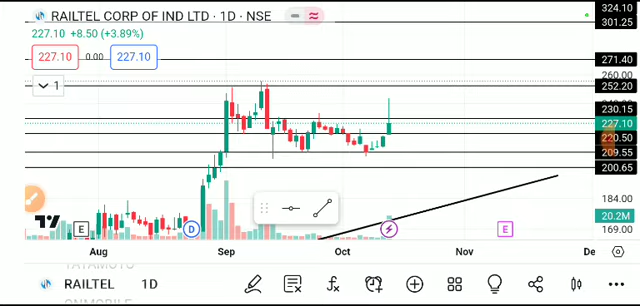 RAILTEL CORP OF IND LTD · 1D · NSE
227.10 +8.50 (+3.89%)
227.10 0.00 227.10
1
324.10
301.25
271.40
260.00
252.20
230.15
227.10
220.50
209.55
200.65
184.00
20.2M
169.00
E D E
Aug Sep Oct Nov De
RAILTEL 1D